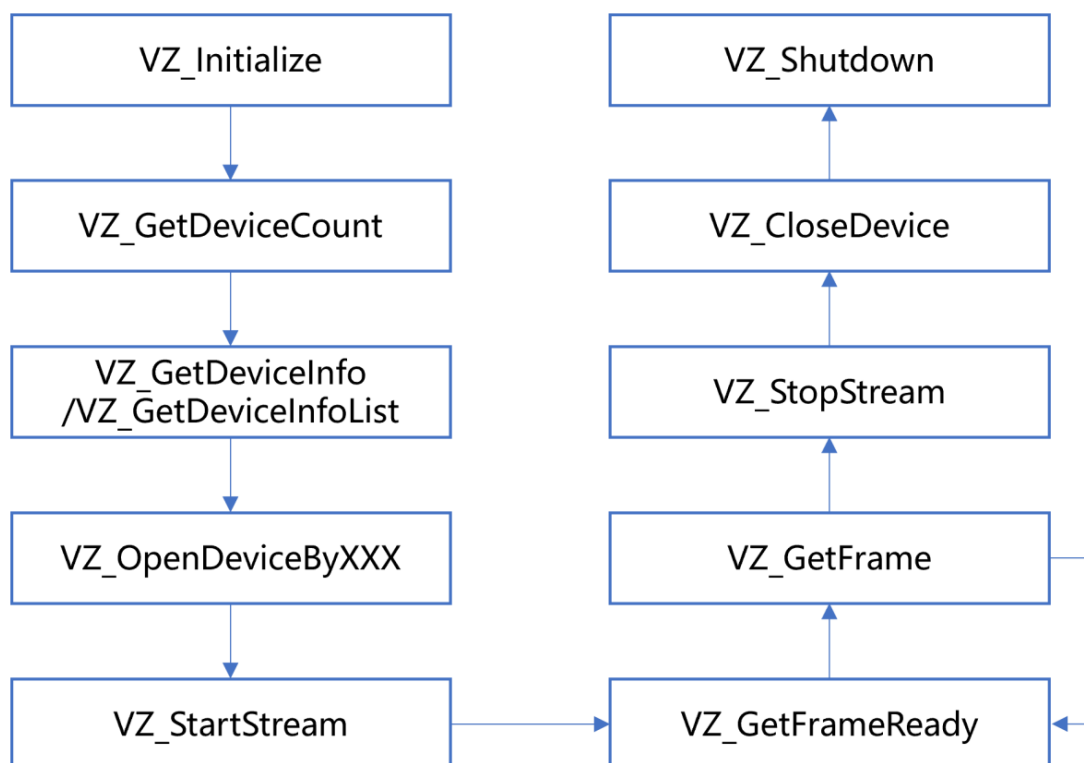 VZ_Initialize
VZ_GetDeviceCount
VZ_GetDeviceInfo
/VZ_GetDeviceInfoList
VZ_OpenDeviceByXXX
VZ_StartStream
VZ_Shutdown
VZ_CloseDevice
VZ_StopStream
VZ_GetFrame
VZ_GetFrameReady